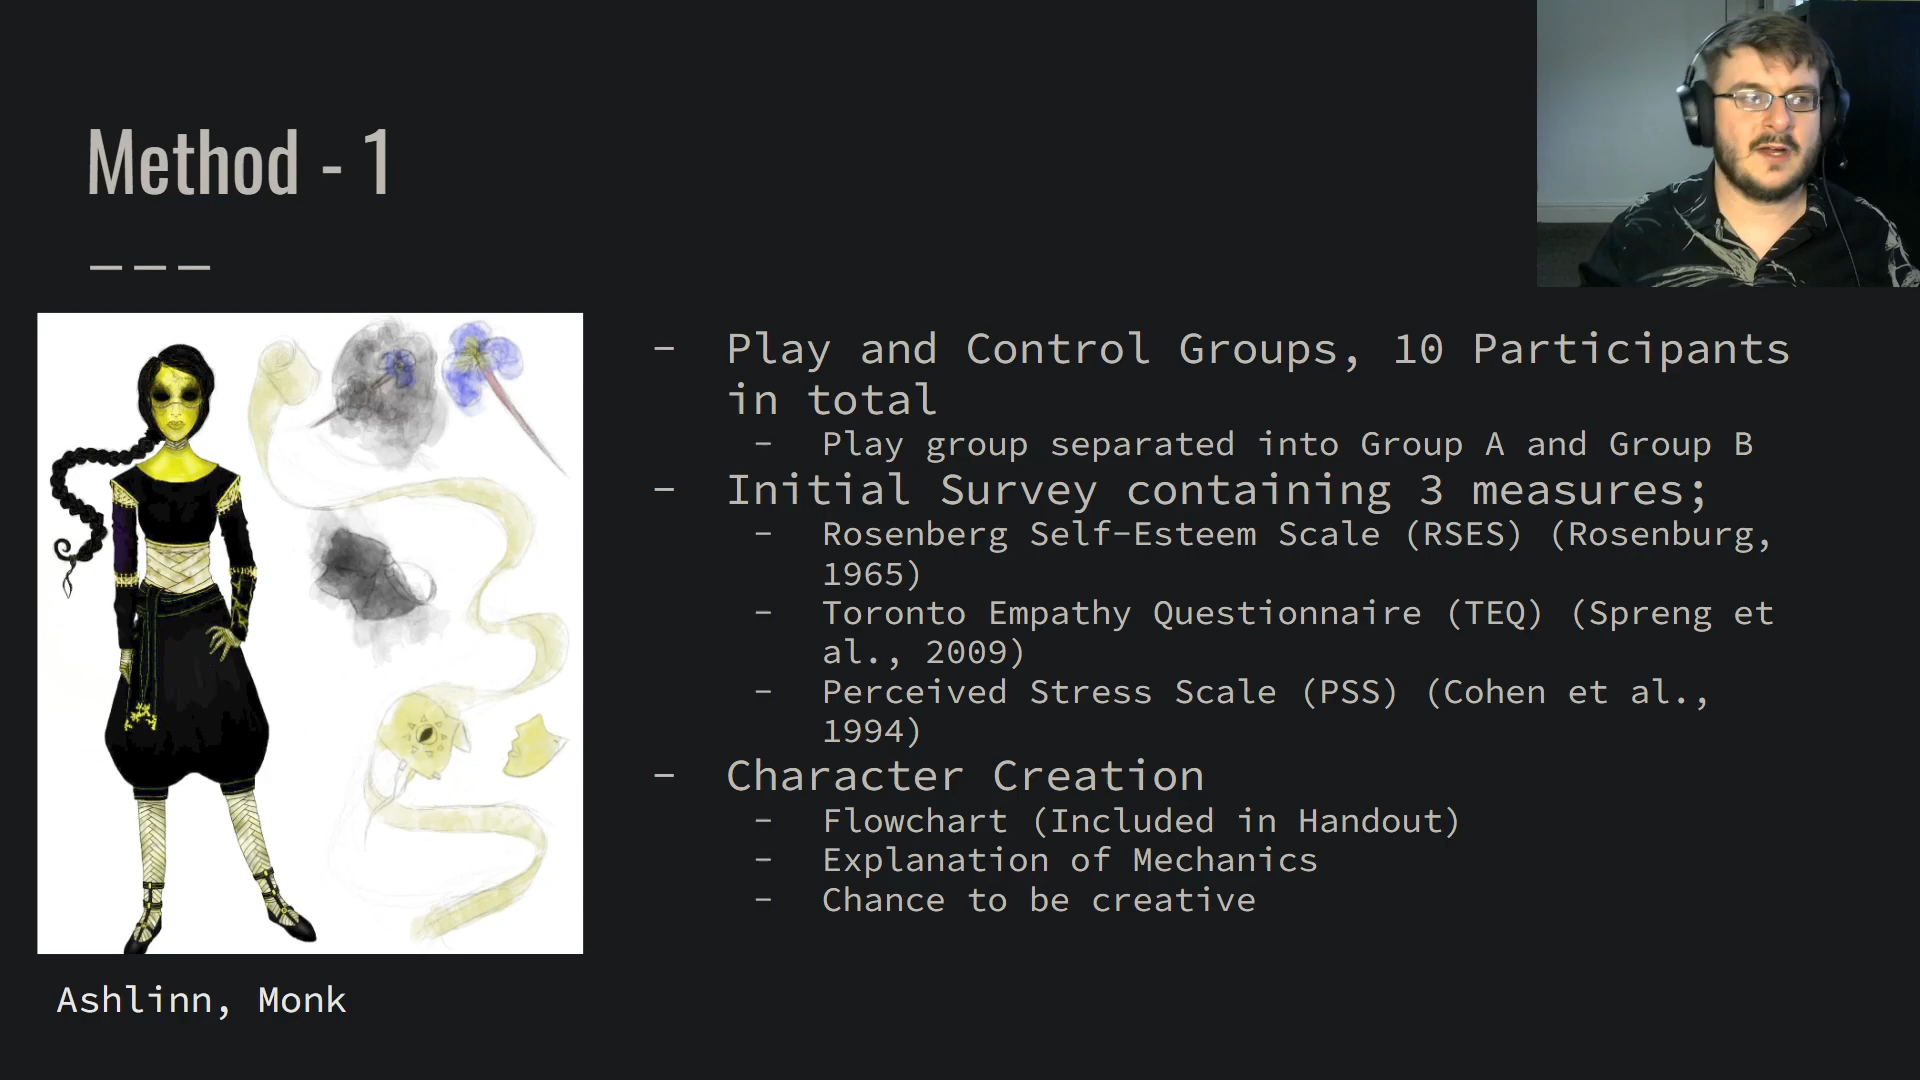 Method - 1
– Play and Control Groups, 10 Participants
in total
– Play group separated into Group A and Group B
– Initial Survey containing 3 measures;
– Rosenberg Self-Esteem Scale (RSES) (Rosenburg,
1965)
– Toronto Empathy Questionnaire (TEQ) (Spreng et
al., 2009)
– Perceived Stress Scale (PSS) (Cohen et al.,
1994)
– Character Creation
– Flowchart (Included in Handout)
– Explanation of Mechanics
– Chance to be creative
Ashlinn, Monk